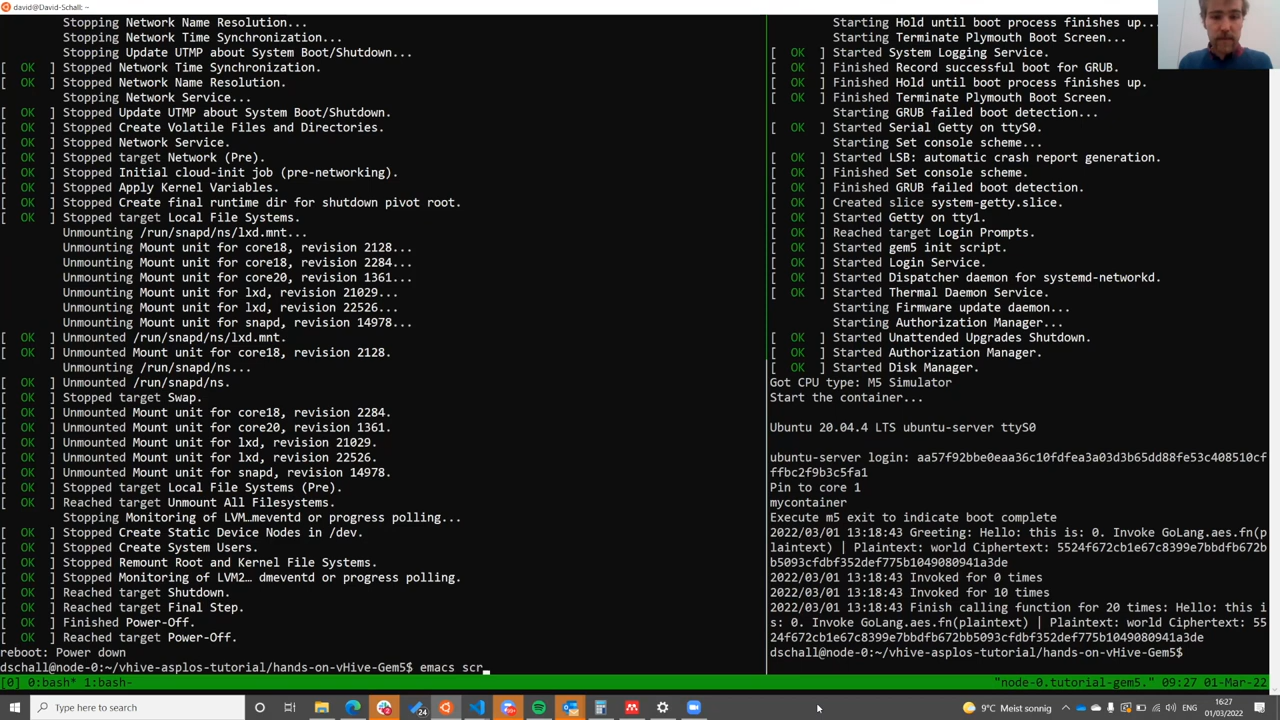 david@David-Schall: ~
Stopping Network Name Resolution...
Stopping Network Time Synchronization...
Stopping Update UTMP about System Boot/Shutdown...
[ OK ] Stopped Network Time Synchronization.
[ OK ] Stopped Network Name Resolution.
Stopping Network Service...
[ OK ] Stopped Update UTMP about System Boot/Shutdown.
[ OK ] Stopped Create Volatile Files and Directories.
[ OK ] Stopped Network Service.
[ OK ] Stopped target Network (Pre).
[ OK ] Stopped Initial cloud-init job (pre-networking).
[ OK ] Stopped Apply Kernel Variables.
[ OK ] Stopped Create final runtime dir for shutdown pivot root.
[ OK ] Stopped target Local File Systems.
Unmounting /run/snapd/ns/lxd.mnt...
Unmounting Mount unit for core18, revision 2128...
Unmounting Mount unit for core18, revision 2284...
Unmounting Mount unit for core20, revision 1361...
Unmounting Mount unit for lxd, revision 21029...
Unmounting Mount unit for lxd, revision 22526...
Unmounting Mount unit for snapd, revision 14978...
[ OK ] Unmounted /run/snapd/ns/lxd.mnt.
[ OK ] Unmounted Mount unit for core18, revision 2128.
Unmounting /run/snapd/ns...
[ OK ] Unmounted /run/snapd/ns.
[ OK ] Stopped target Swap.
[ OK ] Unmounted Mount unit for core18, revision 2284.
[ OK ] Unmounted Mount unit for core20, revision 1361.
[ OK ] Unmounted Mount unit for lxd, revision 21029.
[ OK ] Unmounted Mount unit for lxd, revision 22526.
[ OK ] Unmounted Mount unit for snapd, revision 14978.
[ OK ] Stopped target Local File Systems (Pre).
[ OK ] Reached target Unmount All Filesystems.
Stopping Monitoring of LVM…meventd or progress polling...
[ OK ] Stopped Create Static Device Nodes in /dev.
[ OK ] Stopped Create System Users.
[ OK ] Stopped Remount Root and Kernel File Systems.
[ OK ] Stopped Monitoring of LVM2… dmeventd or progress polling.
[ OK ] Reached target Shutdown.
[ OK ] Reached target Final Step.
[ OK ] Finished Power-Off.
[ OK ] Reached target Power-Off.
reboot: Power down
dschall@node-0:~/vhive-asplos-tutorial/hands-on-vHive-Gem5$ emacs scr
Starting Hold until boot process finishes up...
Starting Terminate Plymouth Boot Screen...
[ OK ] Started System Logging Service.
[ OK ] Finished Record successful boot for GRUB.
[ OK ] Finished Hold until boot process finishes up.
[ OK ] Finished Terminate Plymouth Boot Screen.
Starting GRUB failed boot detection...
[ OK ] Started Serial Getty on ttyS0.
Starting Set console scheme...
[ OK ] Started LSB: automatic crash report generation.
[ OK ] Finished Set console scheme.
[ OK ] Finished GRUB failed boot detection.
[ OK ] Created slice system-getty.slice.
[ OK ] Started Getty on tty1.
[ OK ] Reached target Login Prompts.
[ OK ] Started gem5 init script.
[ OK ] Started Login Service.
[ OK ] Started Dispatcher daemon for systemd-networkd.
[ OK ] Started Thermal Daemon Service.
Starting Firmware update daemon...
Starting Authorization Manager...
[ OK ] Started Unattended Upgrades Shutdown.
[ OK ] Started Authorization Manager.
[ OK ] Started Disk Manager.
Got CPU type: M5 Simulator
Start the container...
Ubuntu 20.04.4 LTS ubuntu-server ttyS0
ubuntu-server login: aa57f92bbe0eaa36c10fdfea3a03d3b65dd88fe53c408510cf
ffbc2f9b3c5fa1
Pin to core 1
mycontainer
Execute m5 exit to indicate boot complete
2022/03/01 13:18:43 Greeting: Hello: this is: 0. Invoke GoLang.aes.fn(p
laintext) | Plaintext: world Ciphertext: 5524f672cb1e67c8399e7bbdfb672b
b5093cfdbf3562def775b1049080941a3de
2022/03/01 13:18:43 Invoked for 0 times
2022/03/01 13:18:43 Invoked for 10 times
2022/03/01 13:18:43 Finish calling function for 20 times: Hello: this i
s: 0. Invoke GoLang.aes.fn(plaintext) | Plaintext: world Ciphertext: 55
24f672cb1e67c8399e7bbdfb672bb5093cfdbf3562def775b1049080941a3de
dschall@node-0:~/vhive-asplos-tutorial/hands-on-vHive-Gem5$
[0] 0:bash* 1:bash- "node-0.tutorial-gem5." 09:27 01-Mar-22
Type here to search
24
9°C Meist sonnig
ENG
16:27
01/03/2022